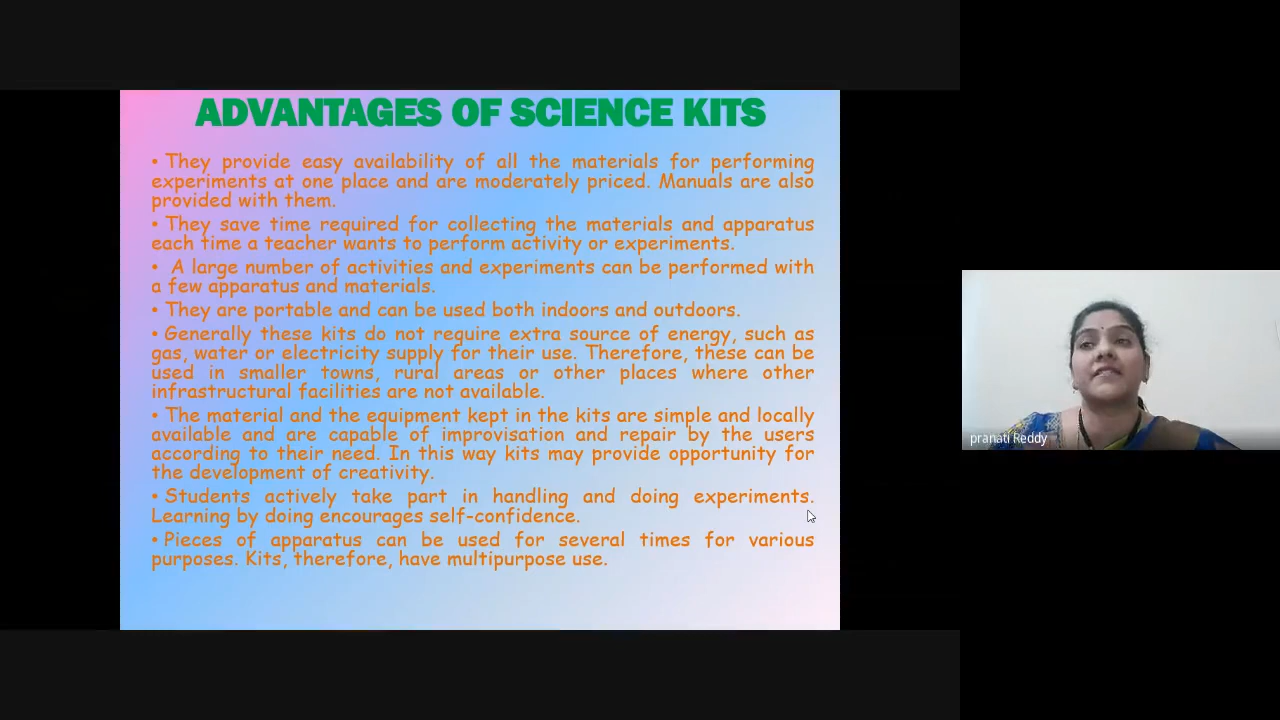 ADVANTAGES OF SCIENCE KITS
• They provide easy availability of all the materials for performing
experiments at one place and are moderately priced. Manuals are also
provided with them.
• They save time required for collecting the materials and apparatus
each time a teacher wants to perform activity or experiments.
• A large number of activities and experiments can be performed with
a few apparatus and materials.
• They are portable and can be used both indoors and outdoors.
• Generally these kits do not require extra source of energy, such as
gas, water or electricity supply for their use. Therefore, these can be
used in smaller towns, rural areas or other places where other
infrastructural facilities are not available.
• The material and the equipment kept in the kits are simple and locally
available and are capable of improvisation and repair by the users
according to their need. In this way kits may provide opportunity for
the development of creativity.
• Students actively take part in handling and doing experiments.
Learning by doing encourages self-confidence.
• Pieces of apparatus can be used for several times for various
purposes. Kits, therefore, have multipurpose use.
pranati Reddy